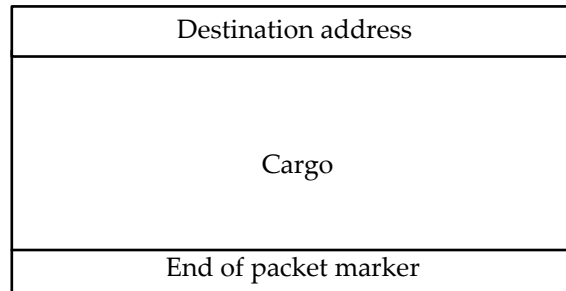 Destination address
Cargo
End of packet marker